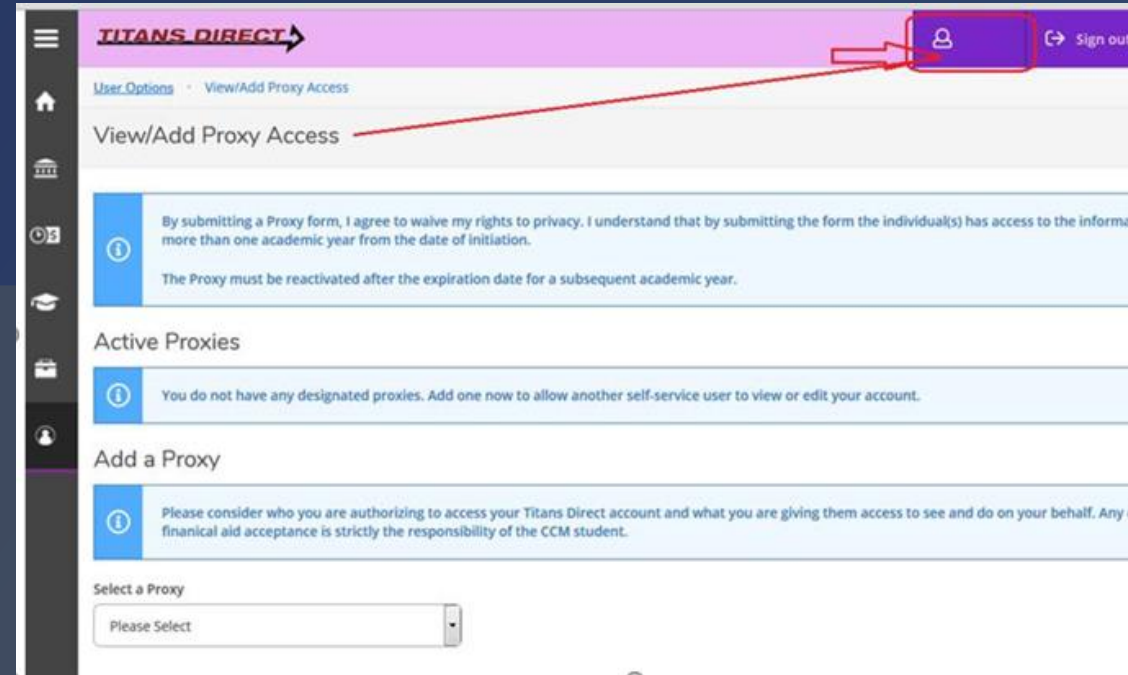 TITANS DIRECT
Sign out
User Options · View/Add Proxy Access
View/Add Proxy Access
By submitting a Proxy form, I agree to waive my rights to privacy. I understand that by submitting the form the individual(s) has access to the informa
more than one academic year from the date of initiation.
The Proxy must be reactivated after the expiration date for a subsequent academic year.
Active Proxies
You do not have any designated proxies. Add one now to allow another self-service user to view or edit your account.
Add a Proxy
Please consider who you are authorizing to access your Titans Direct account and what you are giving them access to see and do on your behalf. Any
finanical aid acceptance is strictly the responsibility of the CCM student.
Select a Proxy
Please Select